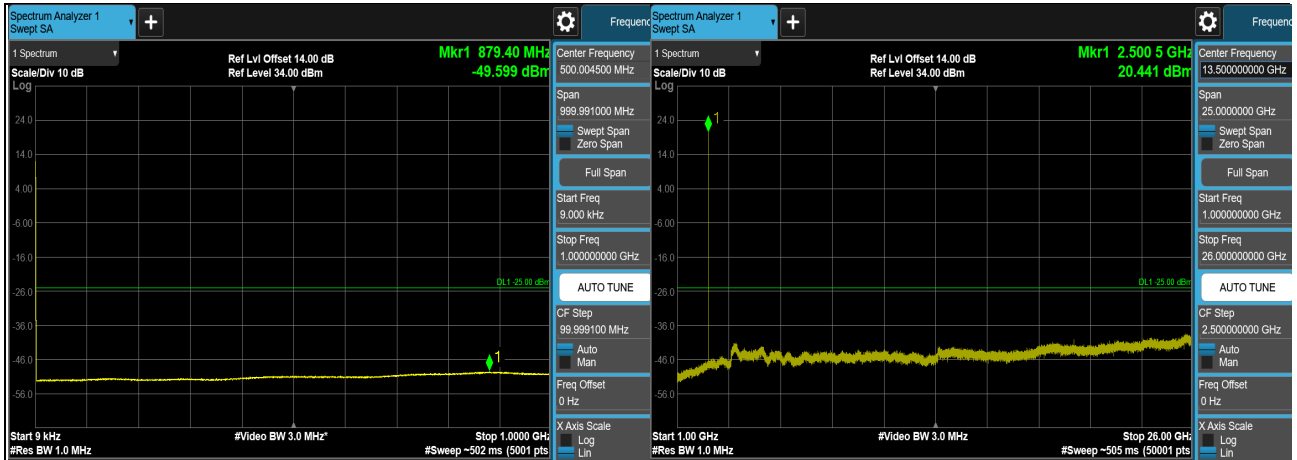 Spectrum Analyzer 1
Swept SA
+
Frequenc
1 Spectrum
Scale/Div 10 dB
Log
Ref Lvl Offset 14.00 dB
Ref Level 34.00 dBm
Mkr1 879.40 MHz
-49.599 dBm
24.0
14.0
4.00
-6.00
-16.0
-26.0
-36.0
-46.0
-56.0
DL1 -25.00 dBm
1
Start 9 kHz
#Res BW 1.0 MHz
#Video BW 3.0 MHz*
Stop 1.0000 GHz
#Sweep ~502 ms (5001 pts
Center Frequency
500.004500 MHz
Span
999.991000 MHz
Swept Span
Zero Span
Full Span
Start Freq
9.000 kHz
Stop Freq
1.000000000 GHz
AUTO TUNE
CF Step
99.999100 MHz
Auto
Man
Freq Offset
0 Hz
X Axis Scale
Log
Lin
Spectrum Analyzer 1
Swept SA
+
Frequenc
1 Spectrum
Scale/Div 10 dB
Log
Ref Lvl Offset 14.00 dB
Ref Level 34.00 dBm
Mkr1 2.500 5 GHz
20.441 dBm
24.0
14.0
4.00
-6.00
-16.0
-26.0
-36.0
-46.0
-56.0
1
DL1 -25.00 dBm
Start 1.00 GHz
#Res BW 1.0 MHz
#Video BW 3.0 MHz
Stop 26.00 GHz
#Sweep ~505 ms (50001 pts
Center Frequency
13.500000000 GHz
Span
25.0000000 GHz
Swept Span
Zero Span
Full Span
Start Freq
1.000000000 GHz
Stop Freq
26.000000000 GHz
AUTO TUNE
CF Step
2.500000000 GHz
Auto
Man
Freq Offset
0 Hz
X Axis Scale
Log
Lin